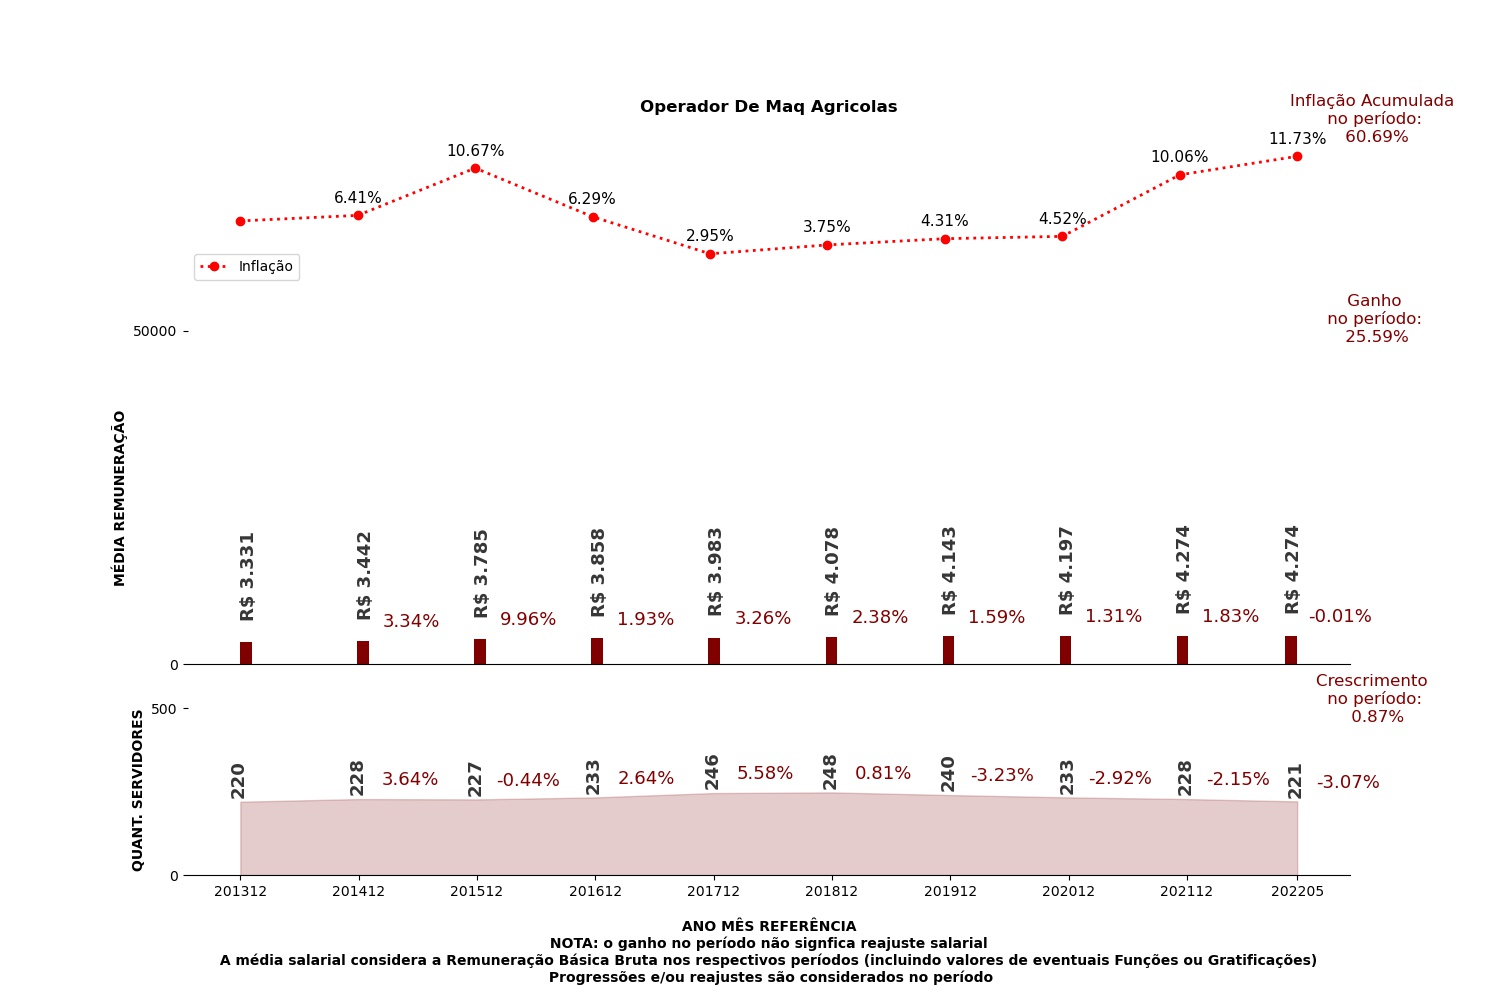 Operador De Maq Agricolas
Inflação Acumulada
no período:
60.69%
6.41%
10.67%
6.29%
2.95%
3.75%
4.31%
4.52%
10.06%
11.73%
Inflação
Ganho
no período:
25.59%
50000
0
MÉDIA REMUNERAÇÃO
R$ 3.331
R$ 3.442
R$ 3.785
R$ 3.858
R$ 3.983
R$ 4.078
R$ 4.143
R$ 4.197
R$ 4.274
R$ 4.274
3.34%
9.96%
1.93%
3.26%
2.38%
1.59%
1.31%
1.83%
-0.01%
Crescrimento
no período:
0.87%
500
0
QUANT. SERVIDORES
220
228
227
233
246
248
240
233
228
221
3.64%
-0.44%
2.64%
5.58%
0.81%
-3.23%
-2.92%
-2.15%
-3.07%
201312
201412
201512
201612
201712
201812
201912
202012
202112
202205
ANO MÊS REFERÊNCIA
NOTA: o ganho no período não signfica reajuste salarial
A média salarial considera a Remuneração Básica Bruta nos respectivos períodos (incluindo valores de eventuais Funções ou Gratificações)
Progressões e/ou reajustes são considerados no período